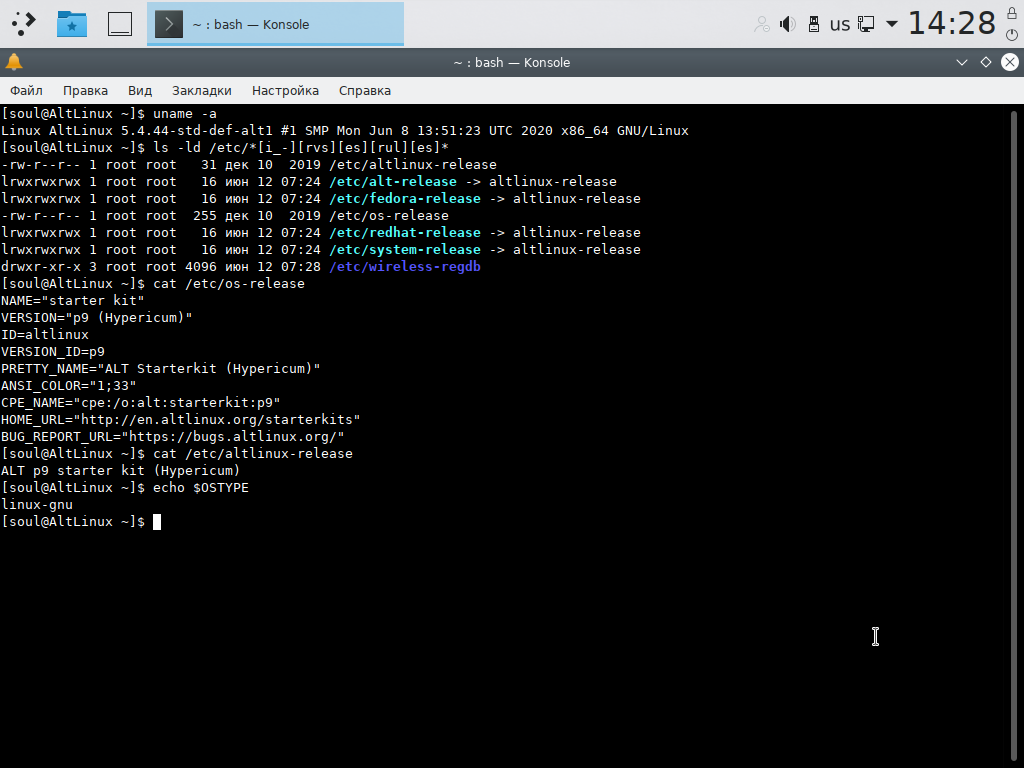 ~ : bash — Konsole
us
14:28
~ : bash — Konsole
Файл Правка Вид Закладки Настройка Справка
[soul@AltLinux ~]$ uname -a
Linux AltLinux 5.4.44-std-def-alt1 #1 SMP Mon Jun 8 13:51:23 UTC 2020 x86_64 GNU/Linux
[soul@AltLinux ~]$ ls -ld /etc/*[i_-][rvs][es][rul][es]*
-rw-r--r-- 1 root root   31 дек 10  2019 /etc/altlinux-release
lrwxrwxrwx 1 root root   16 июн 12 07:24 /etc/alt-release -> altlinux-release
lrwxrwxrwx 1 root root   16 июн 12 07:24 /etc/fedora-release -> altlinux-release
-rw-r--r-- 1 root root  255 дек 10  2019 /etc/os-release
lrwxrwxrwx 1 root root   16 июн 12 07:24 /etc/redhat-release -> altlinux-release
lrwxrwxrwx 1 root root   16 июн 12 07:24 /etc/system-release -> altlinux-release
drwxr-xr-x 3 root root 4096 июн 12 07:28 /etc/wireless-regdb
[soul@AltLinux ~]$ cat /etc/os-release
NAME="starter kit"
VERSION="p9 (Hypericum)"
ID=altlinux
VERSION_ID=p9
PRETTY_NAME="ALT Starterkit (Hypericum)"
ANSI_COLOR="1;33"
CPE_NAME="cpe:/o:alt:starterkit:p9"
HOME_URL="http://en.altlinux.org/starterkits"
BUG_REPORT_URL="https://bugs.altlinux.org/"
[soul@AltLinux ~]$ cat /etc/altlinux-release
ALT p9 starter kit (Hypericum)
[soul@AltLinux ~]$ echo $OSTYPE
linux-gnu
[soul@AltLinux ~]$